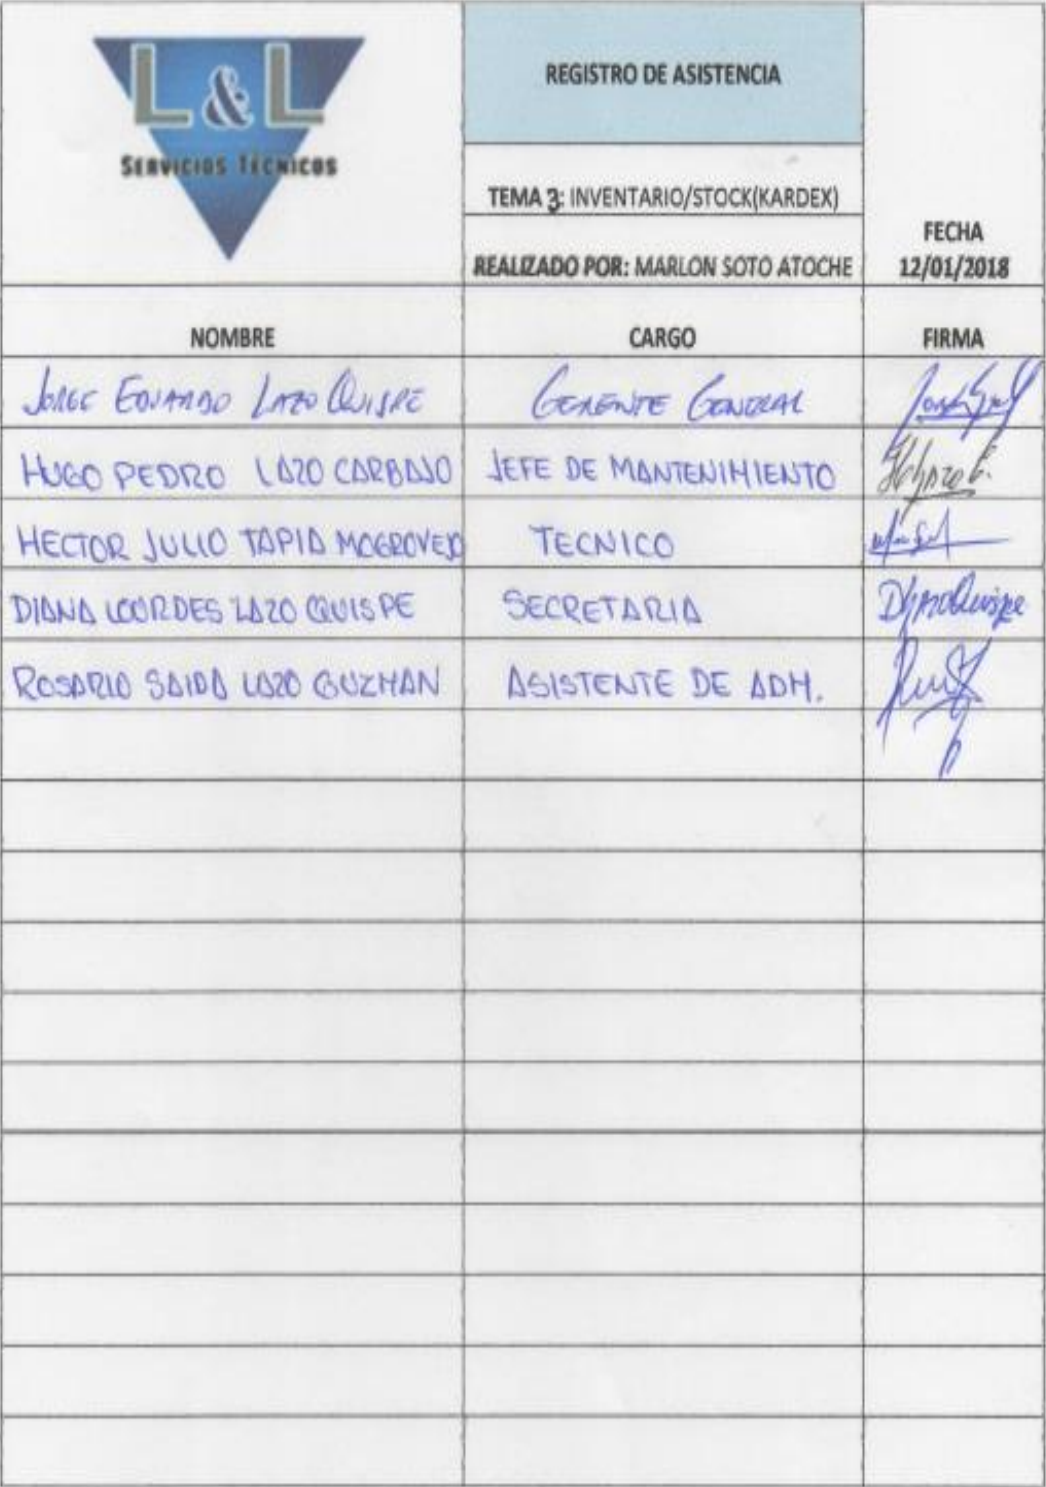 L&L
SERVICIOS TÉCNICOS
REGISTRO DE ASISTENCIA
TEMA 3: INVENTARIO/STOCK(KARDEX)
REALIZADO POR: MARLON SOTO ATOCHE
FECHA
12/01/2018
NOMBRE CARGO FIRMA
JORGE EDUARDO LAZO QUISPE GERENTE GENERAL
HUGO PEDRO LAZO CARBAJO JEFE DE MANTENIMIENTO
HECTOR JULIO TAPIA MOGROVEJO TECNICO
DIANA LOURDES LAZO QUISPE SECRETARIA DLazoQuispe
ROSARIO SAIDA LAZO GUZMAN ASISTENTE DE ADM.